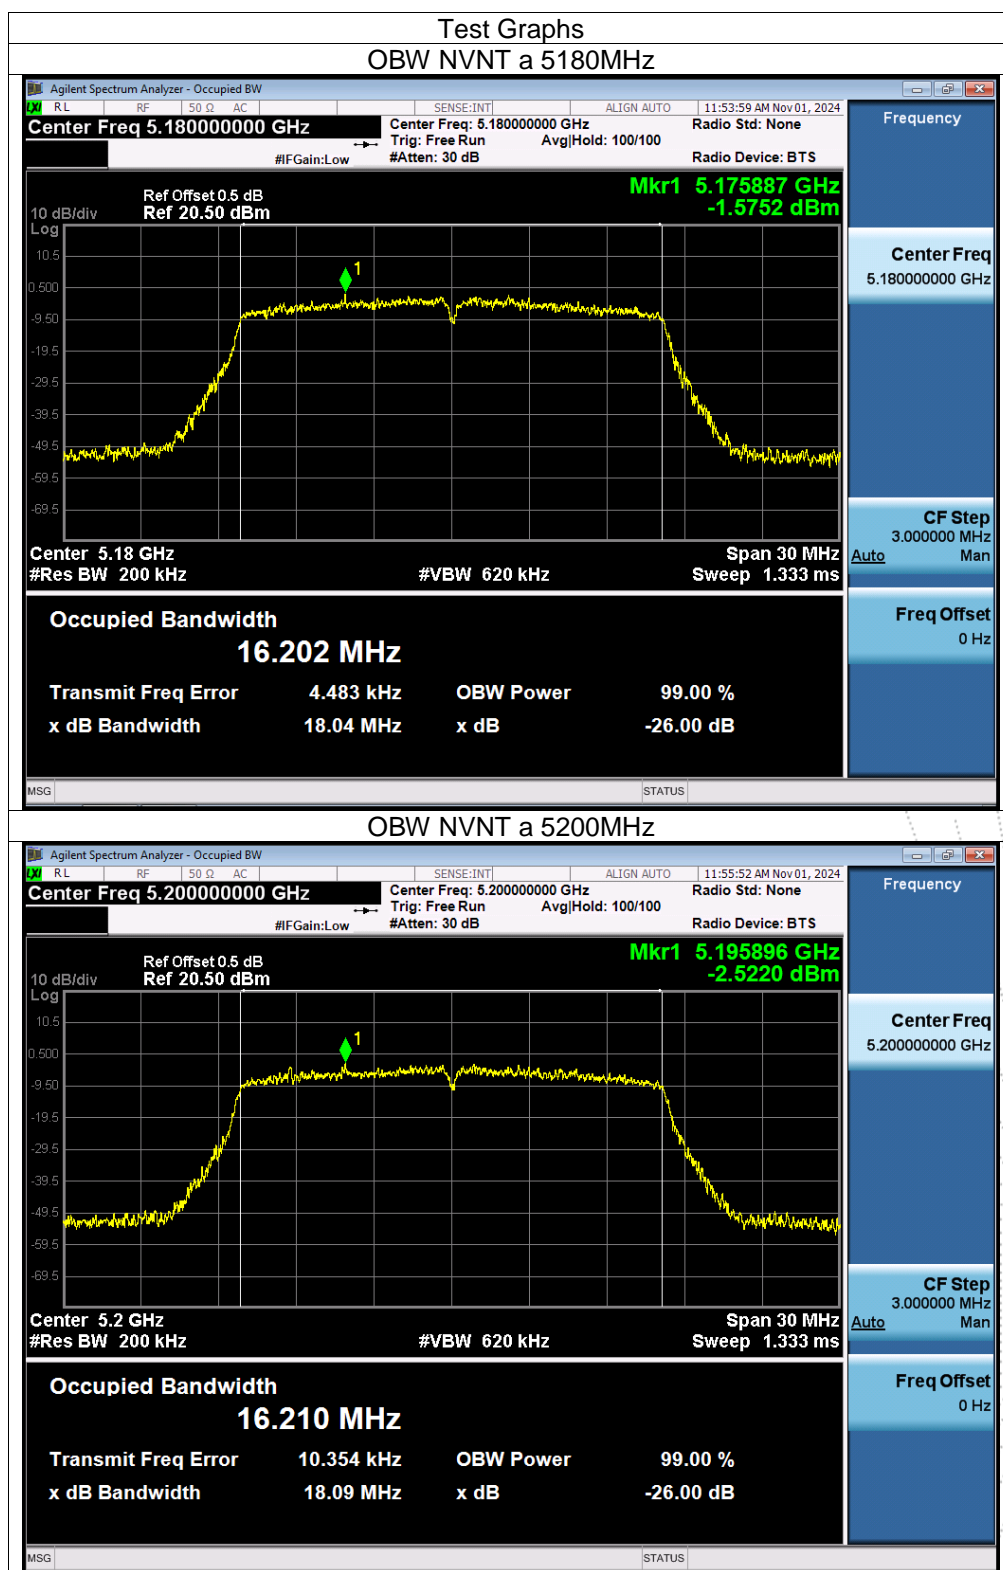 Test Graphs
OBW NVNT a 5180MHz
Agilent Spectrum Analyzer - Occupied BW
LXI RL RF 50 Ω AC SENSE:INT ALIGN AUTO 11:53:59 AM Nov 01, 2024
Center Freq 5.180000000 GHz
Center Freq: 5.180000000 GHz
Radio Std: None
Trig: Free Run Avg|Hold: 100/100
#IFGain:Low #Atten: 30 dB Radio Device: BTS
Frequency
Mkr1 5.175887 GHz
-1.5752 dBm
Ref Offset 0.5 dB
10 dB/div Ref 20.50 dBm
Log
10.5
0.500
-9.50
-19.5
-29.5
-39.5
-49.5
-59.5
-69.5
1
Center Freq
5.180000000 GHz
CF Step
3.000000 MHz
Auto Man
Freq Offset
0 Hz
Center 5.18 GHz Span 30 MHz
#Res BW 200 kHz #VBW 620 kHz Sweep 1.333 ms
Occupied Bandwidth
16.202 MHz
Transmit Freq Error 4.483 kHz OBW Power 99.00 %
x dB Bandwidth 18.04 MHz x dB -26.00 dB
MSG STATUS
OBW NVNT a 5200MHz
Agilent Spectrum Analyzer - Occupied BW
LXI RL RF 50 Ω AC SENSE:INT ALIGN AUTO 11:55:52 AM Nov 01, 2024
Center Freq 5.200000000 GHz
Center Freq: 5.200000000 GHz
Radio Std: None
Trig: Free Run Avg|Hold: 100/100
#IFGain:Low #Atten: 30 dB Radio Device: BTS
Frequency
Mkr1 5.195896 GHz
-2.5220 dBm
Ref Offset 0.5 dB
10 dB/div Ref 20.50 dBm
Log
10.5
0.500
-9.50
-19.5
-29.5
-39.5
-49.5
-59.5
-69.5
1
Center Freq
5.200000000 GHz
CF Step
3.000000 MHz
Auto Man
Freq Offset
0 Hz
Center 5.2 GHz Span 30 MHz
#Res BW 200 kHz #VBW 620 kHz Sweep 1.333 ms
Occupied Bandwidth
16.210 MHz
Transmit Freq Error 10.354 kHz OBW Power 99.00 %
x dB Bandwidth 18.09 MHz x dB -26.00 dB
MSG STATUS